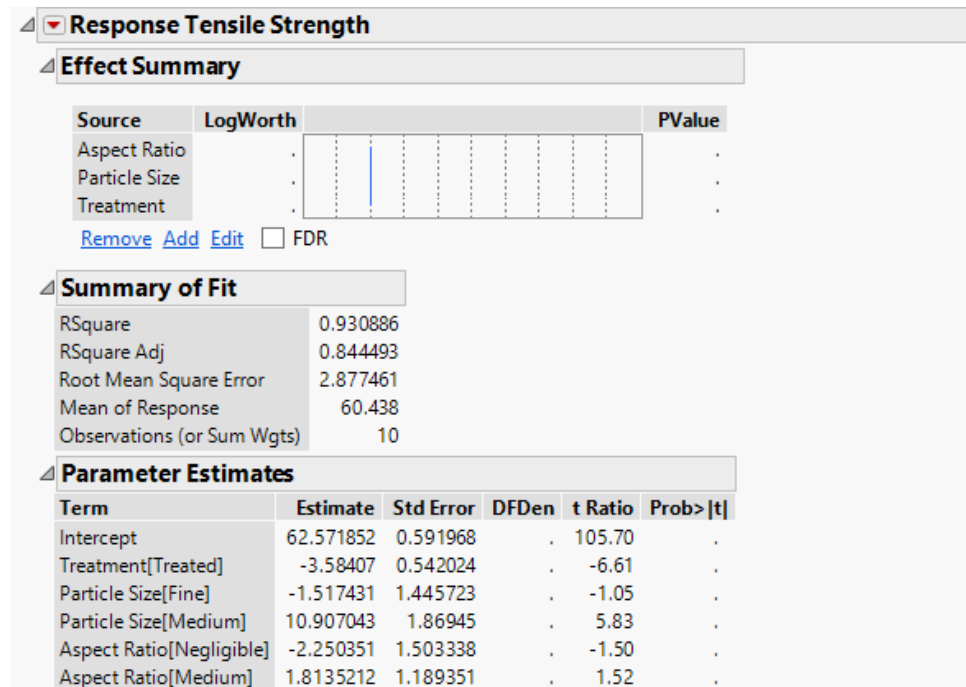 Response Tensile Strength
Effect Summary
Source LogWorth PValue
Aspect Ratio . .
Particle Size . .
Treatment . .
Remove Add Edit FDR
Summary of Fit
RSquare 0.930886
RSquare Adj 0.844493
Root Mean Square Error 2.877461
Mean of Response 60.438
Observations (or Sum Wgts) 10
Parameter Estimates
Term Estimate Std Error DFDen t Ratio Prob>|t|
Intercept 62.571852 0.591968 . 105.70 .
Treatment[Treated] -3.58407 0.542024 . -6.61 .
Particle Size[Fine] -1.517431 1.445723 . -1.05 .
Particle Size[Medium] 10.907043 1.86945 . 5.83 .
Aspect Ratio[Negligible] -2.250351 1.503338 . -1.50 .
Aspect Ratio[Medium] 1.8135212 1.189351 . 1.52 .